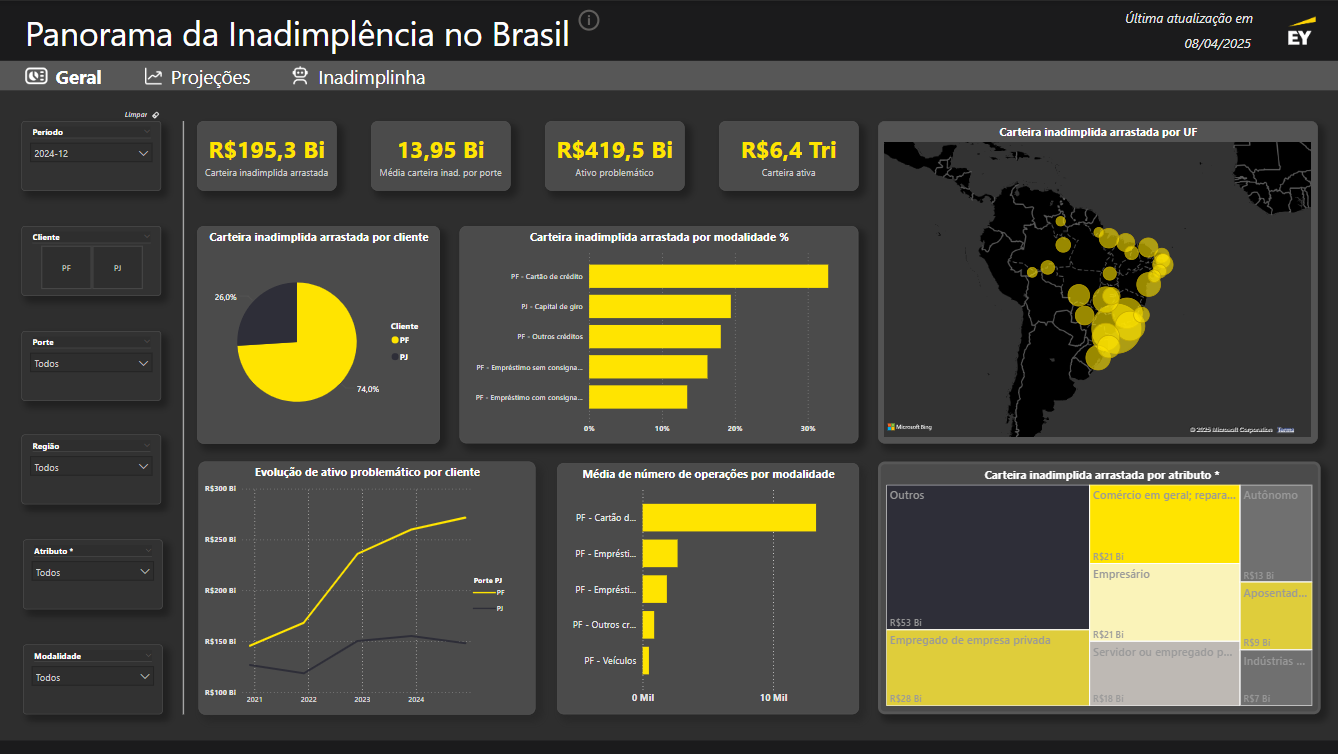 Panorama da Inadimplência no Brasil
Última atualização em
08/04/2025
EY
Geral
Projeções
Inadimplinha
Limpar
Período
2024-12
Cliente
PF
PJ
Porte
Todos
Região
Todos
Atributo *
Todos
Modalidade
Todos
R$195,3 Bi
Carteira inadimplida arrastada
13,95 Bi
Média carteira inad. por porte
R$419,5 Bi
Ativo problemático
R$6,4 Tri
Carteira ativa
Carteira inadimplida arrastada por cliente
26,0%
74,0%
Cliente
PF
PJ
Carteira inadimplida arrastada por modalidade %
PF - Cartão de crédito
PJ - Capital de giro
PF - Outros créditos
PF - Empréstimo sem consigna...
PF - Empréstimo com consigna...
0%
10%
20%
30%
Carteira inadimplida arrastada por UF
Microsoft Bing
© 2025 Microsoft Corporation
Terms
Evolução de ativo problemático por cliente
R$300 Bi
R$250 Bi
R$200 Bi
R$150 Bi
R$100 Bi
2021
2022
2023
2024
Porte PJ
PF
PJ
Média de número de operações por modalidade
PF - Cartão d...
PF - Emprésti...
PF - Emprésti...
PF - Outros cr...
PF - Veículos
0 Mil
10 Mil
Carteira inadimplida arrastada por atributo *
Outros
R$53 Bi
Empregado de empresa privada
R$28 Bi
Comércio em geral; repara...
R$21 Bi
Empresário
R$21 Bi
Servidor ou empregado p...
R$18 Bi
Autônomo
R$13 Bi
Aposentad...
R$9 Bi
Indústrias ...
R$7 Bi